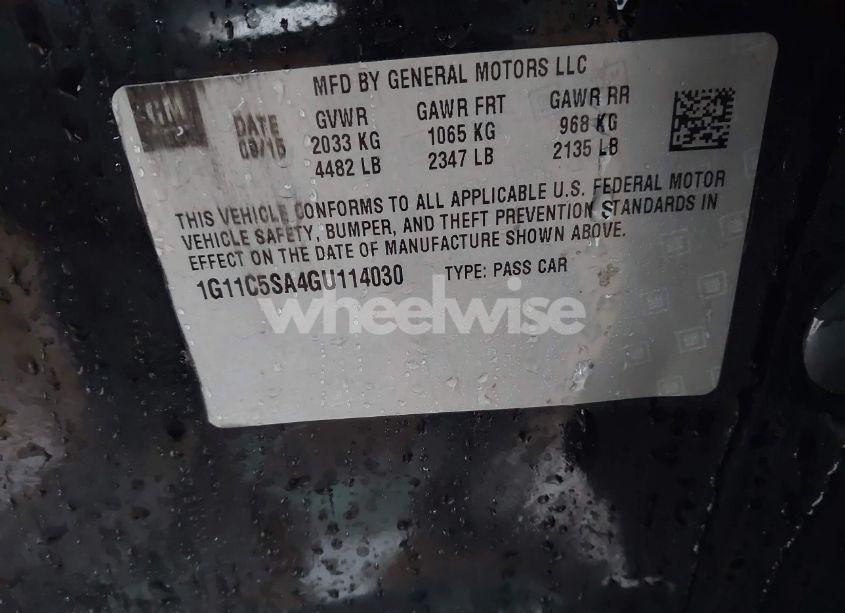 MFD BY GENERAL MOTORS LLC
GM
DATE GVWR GAWR FRT GAWR RR
09/15 2033 KG 1065 KG 968 KG
4482 LB 2347 LB 2135 LB
THIS VEHICLE CONFORMS TO ALL APPLICABLE U.S. FEDERAL MOTOR
VEHICLE SAFETY, BUMPER, AND THEFT PREVENTION STANDARDS IN
EFFECT ON THE DATE OF MANUFACTURE SHOWN ABOVE.
1G11C5SA4GU114030 TYPE: PASS CAR
wheelwise